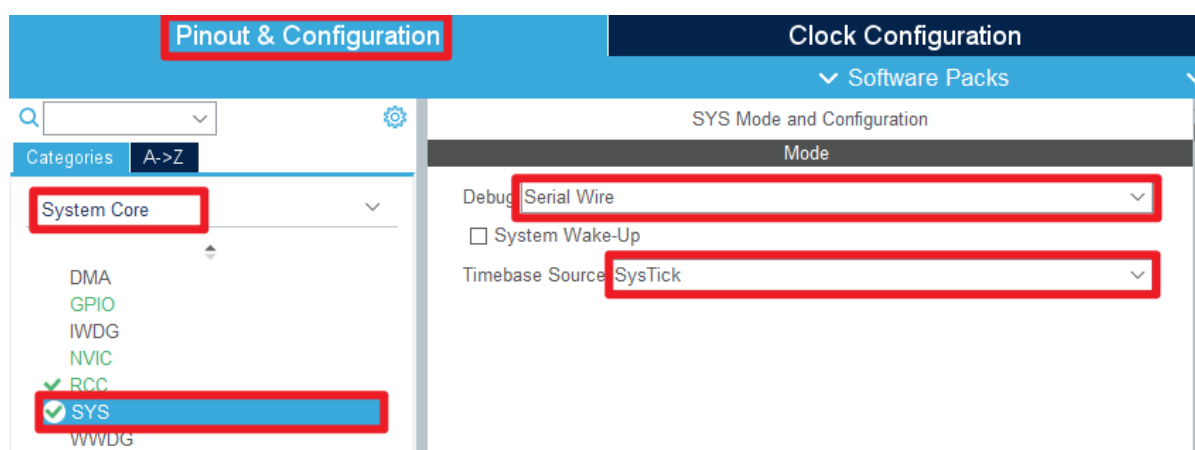 Pinout & Configuration
Clock Configuration
Software Packs
Categories
A->Z
System Core
DMA
GPIO
IWDG
NVIC
RCC
SYS
WWDG
SYS Mode and Configuration
Mode
Debug Serial Wire
System Wake-Up
Timebase Source SysTick